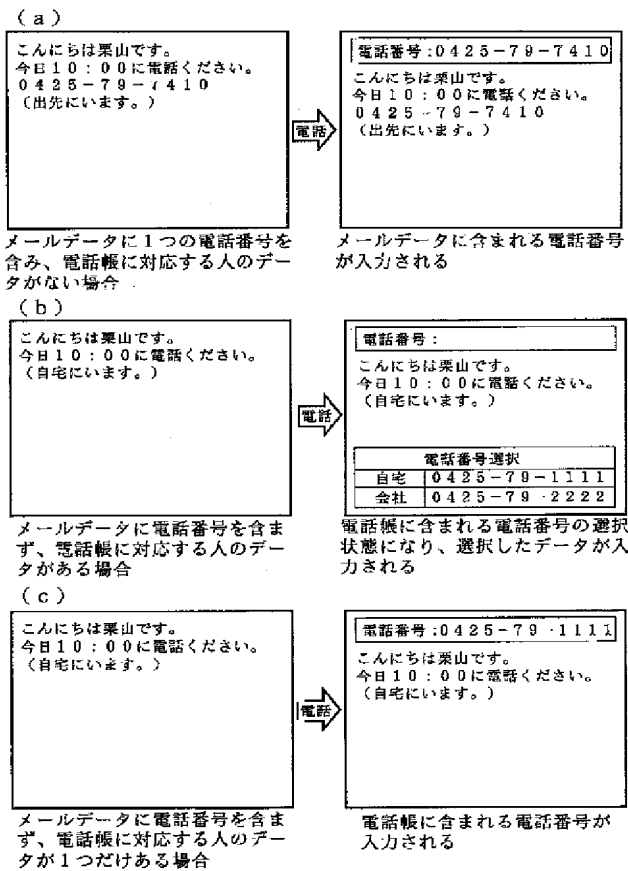 (a)
こんにちは栗山です。
今日10:00に電話ください。
0425-79-7410
(出先にいます。)
電話
電話番号:0425-79-7410
こんにちは栗山です。
今日10:00に電話ください。
0425-79-7410
(出先にいます。)
メールデータに1つの電話番号を
含み、電話帳に対応する人のデー
タがない場合
メールデータに含まれる電話番号
が入力される
(b)
こんにちは栗山です。
今日10:00に電話ください。
(自宅にいます。)
電話
電話番号:
こんにちは栗山です。
今日10:00に電話ください。
(自宅にいます。)
電話番号選択
自宅 0425-79-1111
会社 0425-79-2222
メールデータに電話番号を含ま
ず、電話帳に対応する人のデー
タがある場合
電話帳に含まれる電話番号の選択
状態になり、選択したデータが入
力される
(c)
こんにちは栗山です。
今日10:00に電話ください。
(自宅にいます。)
電話
電話番号:0425-79-1111
こんにちは栗山です。
今日10:00に電話ください。
(自宅にいます。)
メールデータに電話番号を含ま
ず、電話帳に対応する人のデー
タが1つだけある場合
電話帳に含まれる電話番号が
入力される